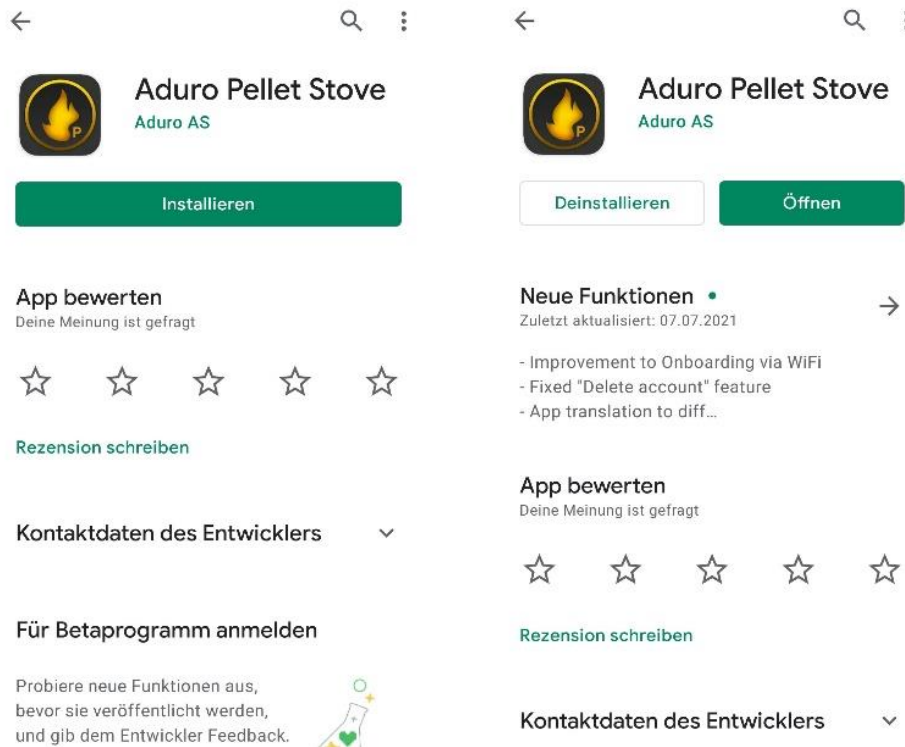 Aduro Pellet Stove
Aduro AS
P
Installieren
App bewerten
Deine Meinung ist gefragt
Rezension schreiben
Kontaktdaten des Entwicklers
Für Betaprogramm anmelden
Probiere neue Funktionen aus,
bevor sie veröffentlicht werden,
und gib dem Entwickler Feedback.
Aduro Pellet Stove
Aduro AS
P
Deinstallieren
Öffnen
Neue Funktionen
Zuletzt aktualisiert: 07.07.2021
- Improvement to Onboarding via WiFi
- Fixed "Delete account" feature
- App translation to diff...
App bewerten
Deine Meinung ist gefragt
Rezension schreiben
Kontaktdaten des Entwicklers